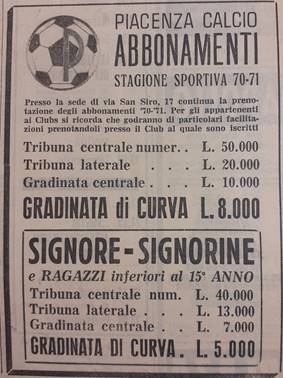 PIACENZA CALCIO
ABBONAMENTI
STAGIONE SPORTIVA 70-71
Presso la sede di via San Siro, 17 continua la preno-
tazione degli abbonamenti '70-'71. Per gli appartenenti
ai Clubs si ricorda che potranno di particolari facilita-
zioni prenotandoli presso il Club al quale sono iscritti
Tribuna centrale numer. . L. 50.000
Tribuna laterale . . . L. 20.000
Gradinata centrale . . L. 10.000
GRADINATA di CURVA L. 8.000
SIGNORE - SIGNORINE
e RAGAZZI inferiori al 15° ANNO
Tribuna centrale num. L. 40.000
Tribuna laterale . . . L. 13.000
Gradinata centrale . . L. 7.000
GRADINATA DI CURVA . L. 5.000